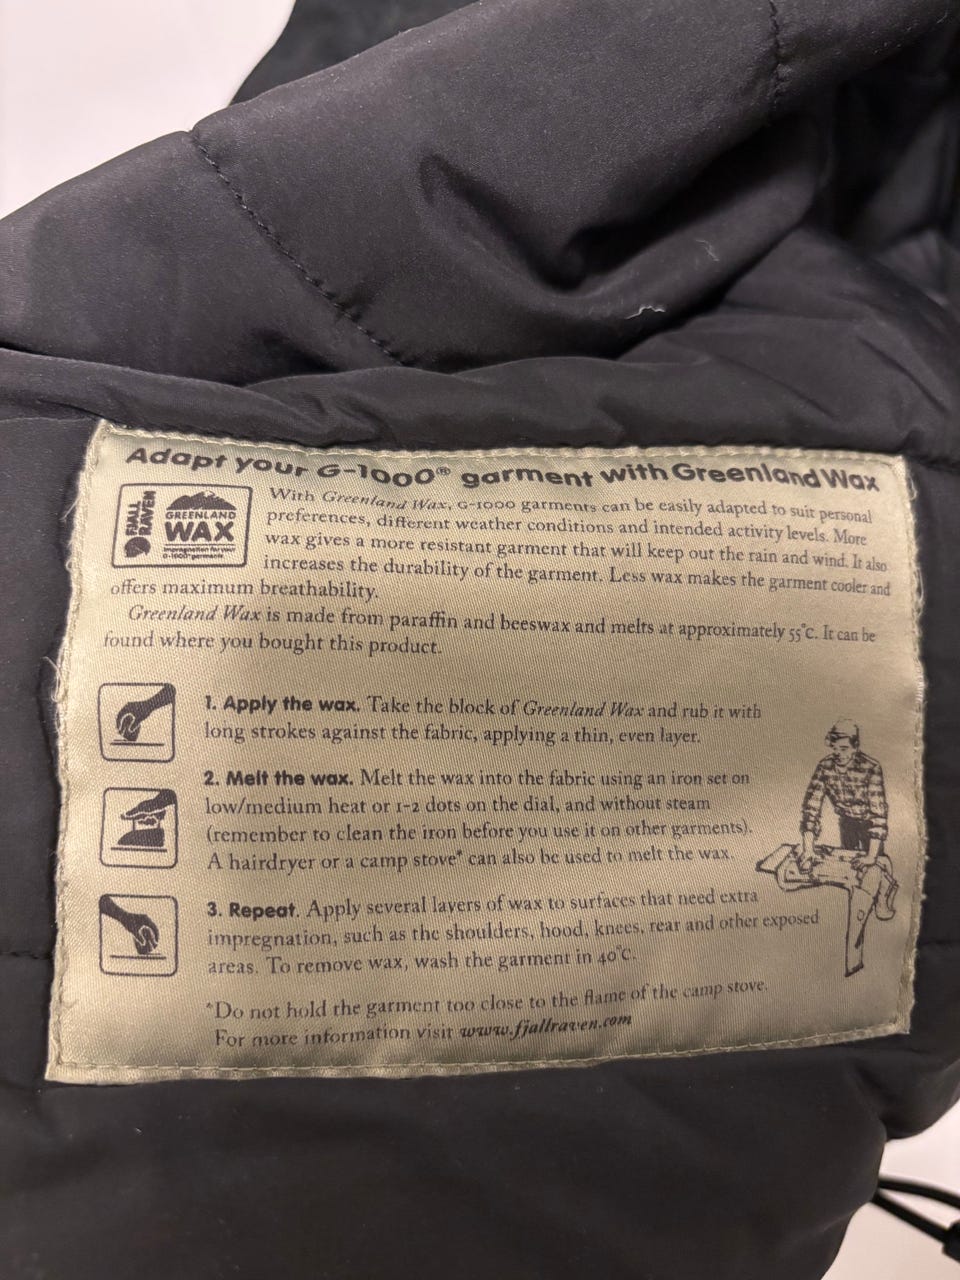 Adapt your G-1000® garment with Greenland Wax
FJALL
RAVEN
GREENLAND
WAX
impregnation for your
G-1000® garments
With Greenland Wax, G-1000 garments can be easily adapted to suit personal
preferences, different weather conditions and intended activity levels. More
wax gives a more resistant garment that will keep out the rain and wind. It also
increases the durability of the garment. Less wax makes the garment cooler and
offers maximum breathability.
Greenland Wax is made from paraffin and beeswax and melts at approximately 55°C. It can be
found where you bought this product.
1. Apply the wax. Take the block of Greenland Wax and rub it with
long strokes against the fabric, applying a thin, even layer.
2. Melt the wax. Melt the wax into the fabric using an iron set on
low/medium heat or 1-2 dots on the dial, and without steam
(remember to clean the iron before you use it on other garments).
A hairdryer or a camp stove* can also be used to melt the wax.
3. Repeat. Apply several layers of wax to surfaces that need extra
impregnation, such as the shoulders, hood, knees, rear and other exposed
areas. To remove wax, wash the garment in 40°C.
*Do not hold the garment too close to the flame of the camp stove.
For more information visit www.fjallraven.com